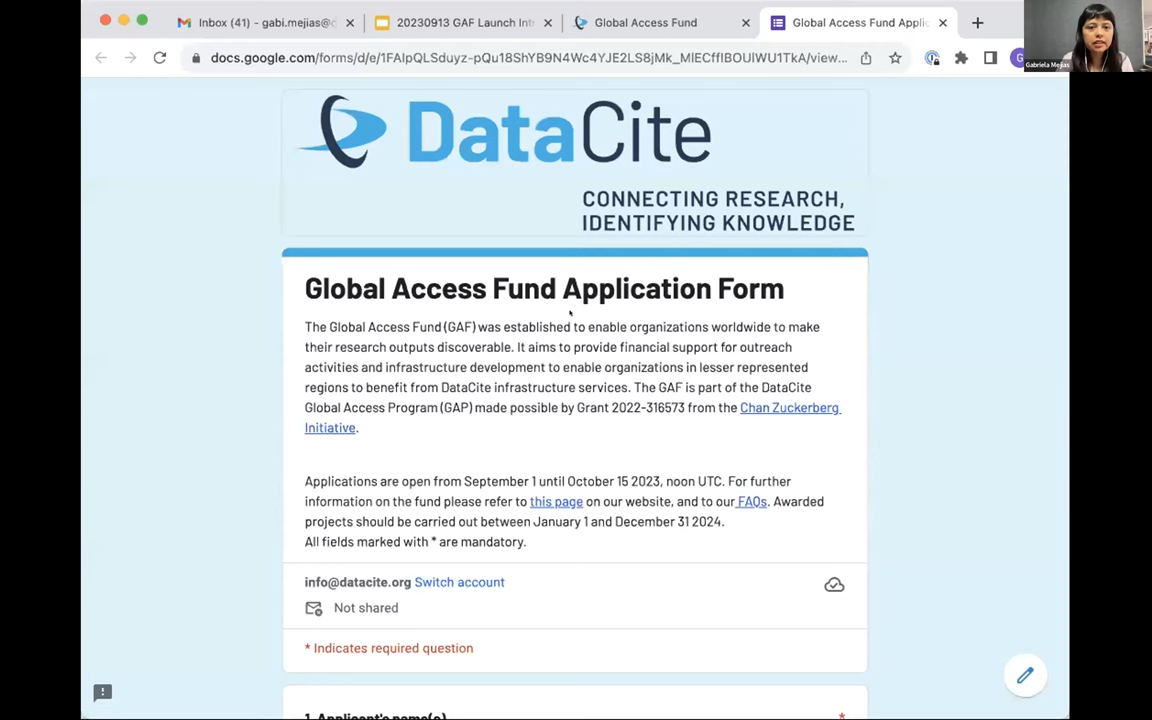 Inbox (41) - gabi.mejias@d
20230913 GAF Launch Int
Global Access Fund
Global Access Fund Applic
docs.google.com/forms/d/e/1FAIpQLSduyz-pQu18ShYB9N4Wc4YJE2LS8jMk_MlECffIBOUlWU1TkA/view...
G
Gabriela Mejias
DataCite
CONNECTING RESEARCH,
IDENTIFYING KNOWLEDGE
Global Access Fund Application Form
The Global Access Fund (GAF) was established to enable organizations worldwide to make
their research outputs discoverable. It aims to provide financial support for outreach
activities and infrastructure development to enable organizations in lesser represented
regions to benefit from DataCite infrastructure services. The GAF is part of the DataCite
Global Access Program (GAP) made possible by Grant 2022-316573 from the Chan Zuckerberg
Initiative.
Applications are open from September 1 until October 15 2023, noon UTC. For further
information on the fund please refer to this page on our website, and to our FAQs. Awarded
projects should be carried out between January 1 and December 31 2024.
All fields marked with * are mandatory.
info@datacite.org Switch account
Not shared
* Indicates required question
1. Applicant's name(s) *